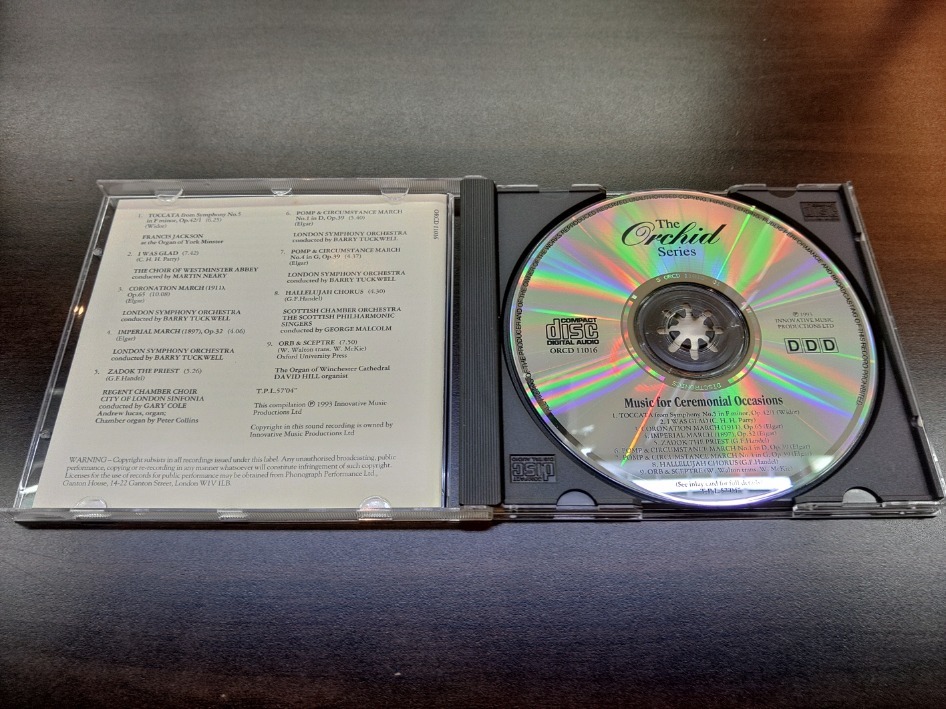 1. TOCCATA from Symphony No.5
in F minor, Op.42/1 (6.25)
(Widor)
FRANCIS JACKSON
at the Organ of York Minster
2. I WAS GLAD (7.42)
(C. H. H. Parry)
THE CHOIR OF WESTMINSTER ABBEY
conducted by MARTIN NEARY
3. CORONATION MARCH (1911),
Op.65 (10.08)
(Elgar)
LONDON SYMPHONY ORCHESTRA
conducted by BARRY TUCKWELL
4. IMPERIAL MARCH (1897), Op.32 (4.06)
(Elgar)
LONDON SYMPHONY ORCHESTRA
conducted by BARRY TUCKWELL
5. ZADOK THE PRIEST (5.26)
(G.F. Handel)
REGENT CHAMBER CHOIR
CITY OF LONDON SINFONIA
conducted by GARY COLE
Andrew lucas, organ;
Chamber organ by Peter Collins
6. POMP & CIRCUMSTANCE MARCH
No.1 in D, Op.39 (5.40)
(Elgar)
LONDON SYMPHONY ORCHESTRA
conducted by BARRY TUCKWELL
7. POMP & CIRCUMSTANCE MARCH
No.4 in G, Op.39 (4.37)
(Elgar)
LONDON SYMPHONY ORCHESTRA
conducted by BARRY TUCKWELL
8. HALLELUJAH CHORUS (4.30)
(G.F. Handel)
SCOTTISH CHAMBER ORCHESTRA
THE SCOTTISH PHILHARMONIC
SINGERS
conducted by GEORGE MALCOLM
9. ORB & SCEPTRE (7.50)
(W. Walton trans. W. McKie)
Oxford University Press
The Organ of Winchester Cathedral
DAVID HILL organist
T.P.L.57'04"
This compilation ℗ 1993 Innovative Music
Productions Ltd
Copyright in this sound recording is owned by
Innovative Music Productions Ltd
WARNING – Copyright subsists in all recordings issued under this label. Any unauthorised broadcasting, public
performance, copying or re-recording in any manner whatsoever will constitute infringement of such copyright.
Licenses for the use of records for public performance may be obtained from Phonograph Performance Ltd.,
Ganton House, 14-22 Ganton Street, London W1V 1LB.
ORCD 11016
The
Orchid
Series
COMPACT
disc
DIGITAL AUDIO
ORCD 11016
INNOVATIVE MUSIC
PRODUCTIONS LTD
DDD
Music for Ceremonial Occasions
1. TOCCATA from Symphony No.5 in F minor, Op.42/1 (Widor)
2. I WAS GLAD (C. H. H. Parry)
3. CORONATION MARCH (1911), Op.65 (Elgar)
4. IMPERIAL MARCH (1897), Op.32 (Elgar)
5. ZADOK THE PRIEST (G.F. Handel)
6. POMP & CIRCUMSTANCE MARCH No.1 in D, Op.39 (Elgar)
7. POMP & CIRCUMSTANCE MARCH No.4 in G, Op.39 (Elgar)
8. HALLELUJAH CHORUS (G.F. Handel)
9. ORB & SCEPTRE (W. Walton trans. W. McKie)
(See inlay card for full details)
T.P.L.57'04"